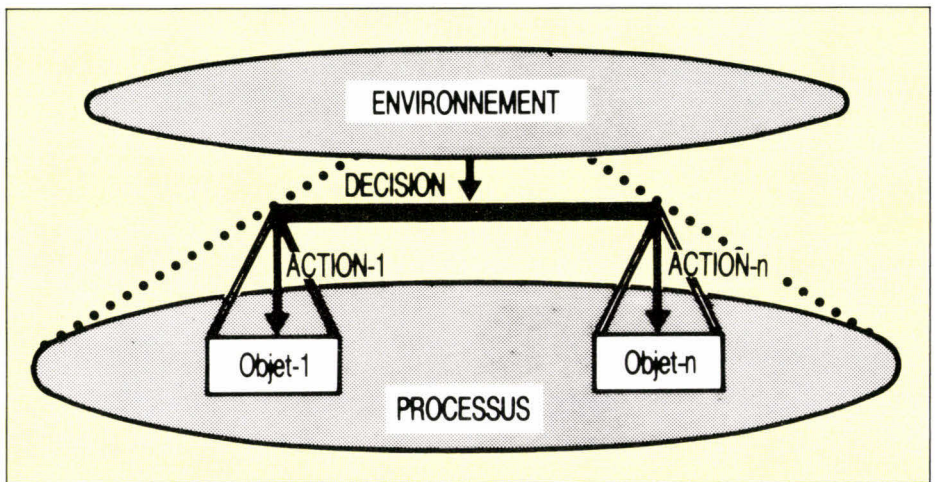 ENVIRONNEMENT
DECISION
ACTION-1
ACTION-n
Objet-1
Objet-n
PROCESSUS